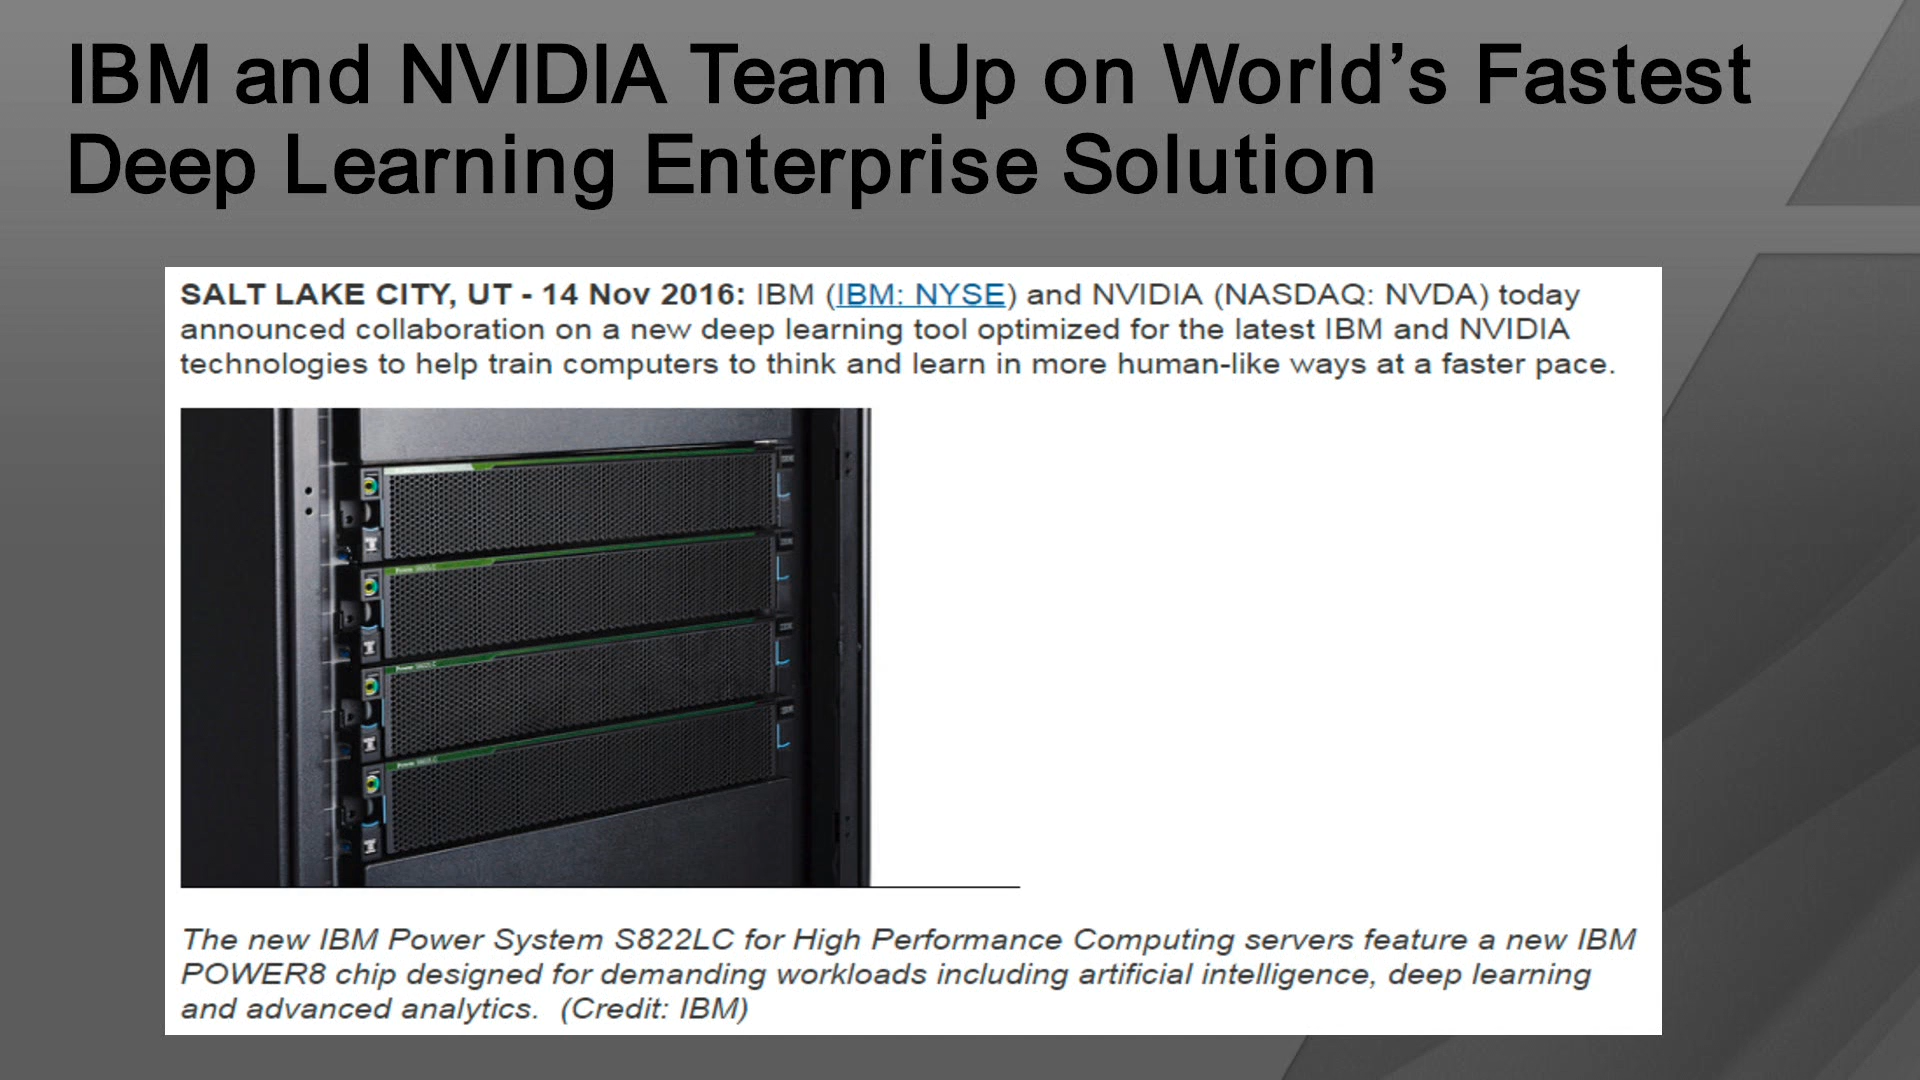 IBM and NVIDIA Team Up on World’s Fastest
Deep Learning Enterprise Solution
SALT LAKE CITY, UT - 14 Nov 2016: IBM (IBM: NYSE) and NVIDIA (NASDAQ: NVDA) today
announced collaboration on a new deep learning tool optimized for the latest IBM and NVIDIA
technologies to help train computers to think and learn in more human-like ways at a faster pace.
The new IBM Power System S822LC for High Performance Computing servers feature a new IBM
POWER8 chip designed for demanding workloads including artificial intelligence, deep learning
and advanced analytics.  (Credit: IBM)